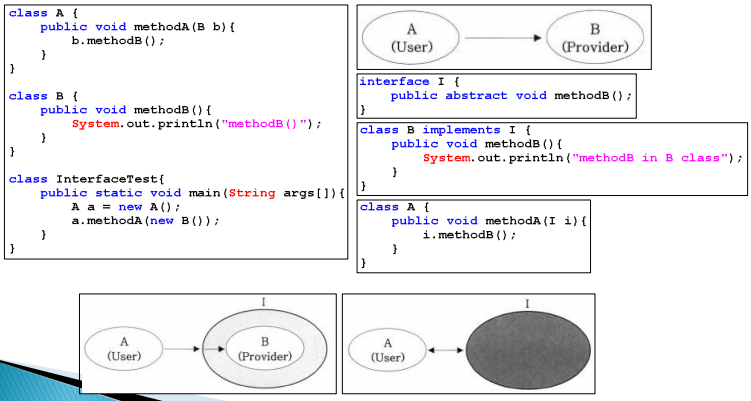 class A {
    public void methodA(B b){
        b.methodB();
    }
}
class B {
    public void methodB(){
        System.out.println("methodB()");
    }
}
class InterfaceTest{
    public static void main(String args[]){
        A a = new A();
        a.methodA(new B());
    }
}
A
(User)
B
(Provider)
interface I {
    public abstract void methodB();
}
class B implements I {
    public void methodB(){
        System.out.println("methodB in B class");
    }
}
class A {
    public void methodA(I i){
        i.methodB();
    }
}
I
A
(User)
B
(Provider)
I
A
(User)